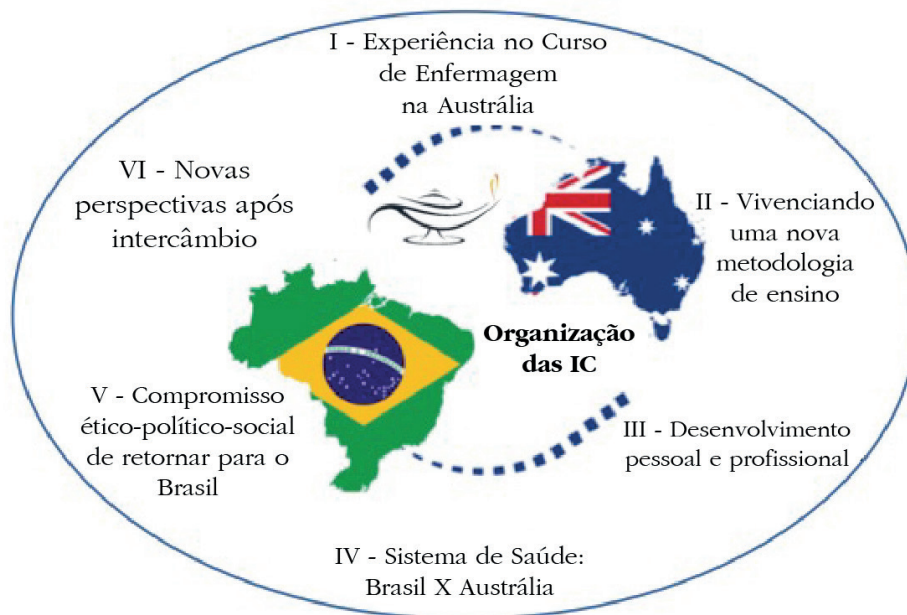 I - Experiência no Curso
de Enfermagem
na Austrália
VI - Novas
perspectivas após
intercâmbio
II - Vivenciando
uma nova
metodologia
de ensino
Organização
das IC
V - Compromisso
ético-político-social
de retornar para o
Brasil
III - Desenvolvimento
pessoal e profissional
IV - Sistema de Saúde:
Brasil X Austrália